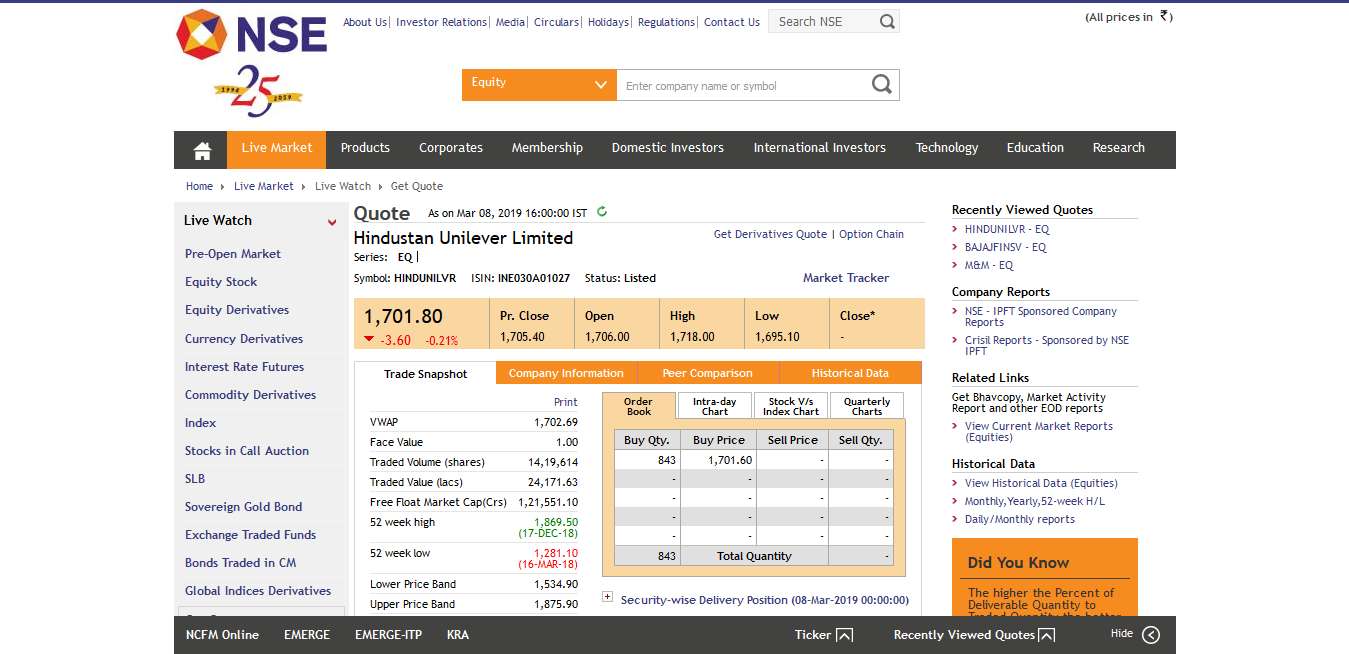 NSE
1994 25 2019
About Us| Investor Relations| Media| Circulars| Holidays| Regulations| Contact Us
Search NSE
(All prices in ₹)
Equity
Enter company name or symbol
Live Market Products Corporates Membership Domestic Investors International Investors Technology Education Research
Home Live Market Live Watch Get Quote
Live Watch
Pre-Open Market
Equity Stock
Equity Derivatives
Currency Derivatives
Interest Rate Futures
Commodity Derivatives
Index
Stocks in Call Auction
SLB
Sovereign Gold Bond
Exchange Traded Funds
Bonds Traded in CM
Global Indices Derivatives
Quote As on Mar 08, 2019 16:00:00 IST
Hindustan Unilever Limited
Get Derivatives Quote | Option Chain
Series: EQ |
Symbol: HINDUNILVR ISIN: INE030A01027 Status: Listed
Market Tracker
1,701.80
-3.60 -0.21%
Pr. Close Open High Low Close*
1,705.40 1,706.00 1,718.00 1,695.10 -
Trade Snapshot Company Information Peer Comparison Historical Data
Print
VWAP 1,702.69
Face Value 1.00
Traded Volume (shares) 14,19,614
Traded Value (lacs) 24,171.63
Free Float Market Cap(Crs) 1,21,551.10
52 week high 1,869.50
(17-DEC-18)
52 week low 1,281.10
(16-MAR-18)
Lower Price Band 1,534.90
Upper Price Band 1,875.90
Order Book
Intra-day Chart
Stock V/s Index Chart
Quarterly Charts
Buy Qty. Buy Price Sell Price Sell Qty.
843 1,701.60 - -
- - - -
- - - -
- - - -
- - - -
843 Total Quantity -
Security-wise Delivery Position (08-Mar-2019 00:00:00)
Recently Viewed Quotes
HINDUNILVR - EQ
BAJAJFINSV - EQ
M&M - EQ
Company Reports
NSE - IPFT Sponsored Company
Reports
Crisil Reports - Sponsored by NSE
IPFT
Related Links
Get Bhavcopy, Market Activity
Report and other EOD reports
View Current Market Reports
(Equities)
Historical Data
View Historical Data (Equities)
Monthly,Yearly,52-week H/L
Daily/Monthly reports
Did You Know
The higher the Percent of
Deliverable Quantity to
Traded Quantity the better
NCFM Online EMERGE EMERGE-ITP KRA
Ticker Recently Viewed Quotes Hide